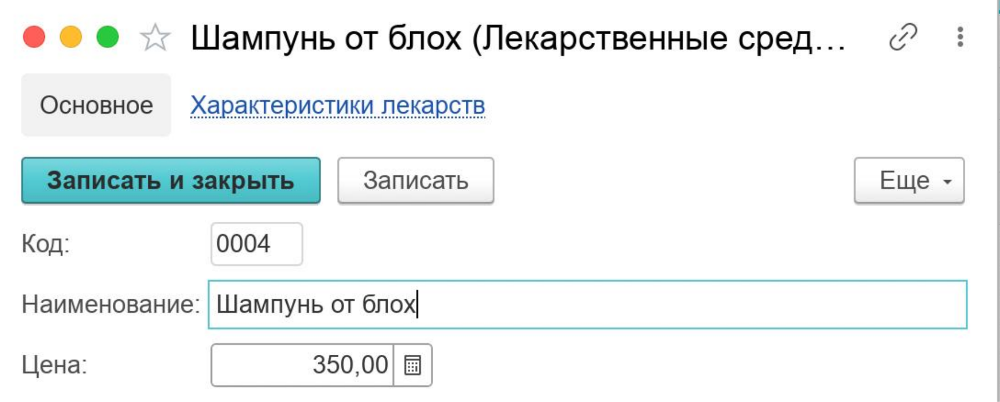 Шампунь от блох (Лекарственные сред...
Основное Характеристики лекарств
Записать и закрыть Записать Еще
Код: 0004
Наименование: Шампунь от блох
Цена: 350,00